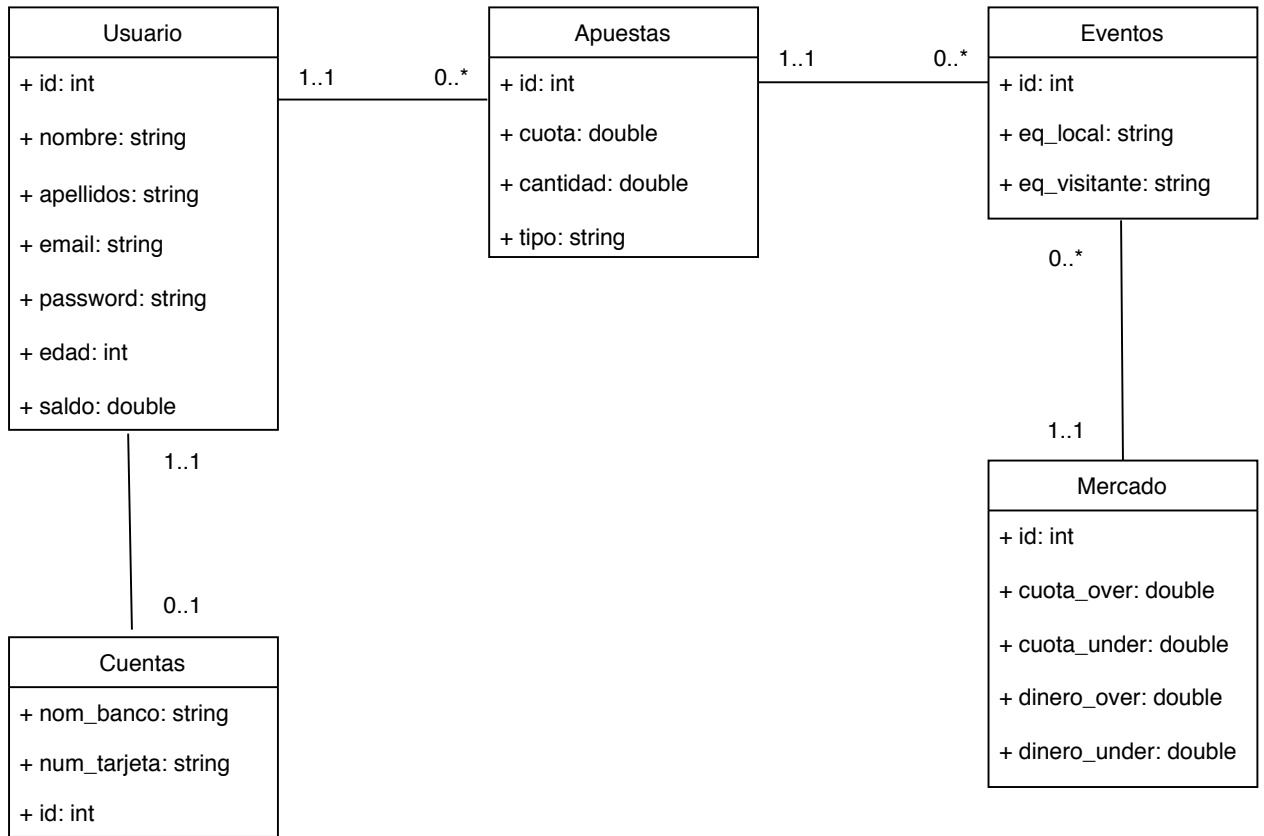 Usuario
+ id: int
+ nombre: string
+ apellidos: string
+ email: string
+ password: string
+ edad: int
+ saldo: double
1..1
0..*
Apuestas
+ id: int
+ cuota: double
+ cantidad: double
+ tipo: string
1..1
0..*
Eventos
+ id: int
+ eq_local: string
+ eq_visitante: string
0..*
1..1
Mercado
+ id: int
+ cuota_over: double
+ cuota_under: double
+ dinero_over: double
+ dinero_under: double
1..1
0..1
Cuentas
+ nom_banco: string
+ num_tarjeta: string
+ id: int